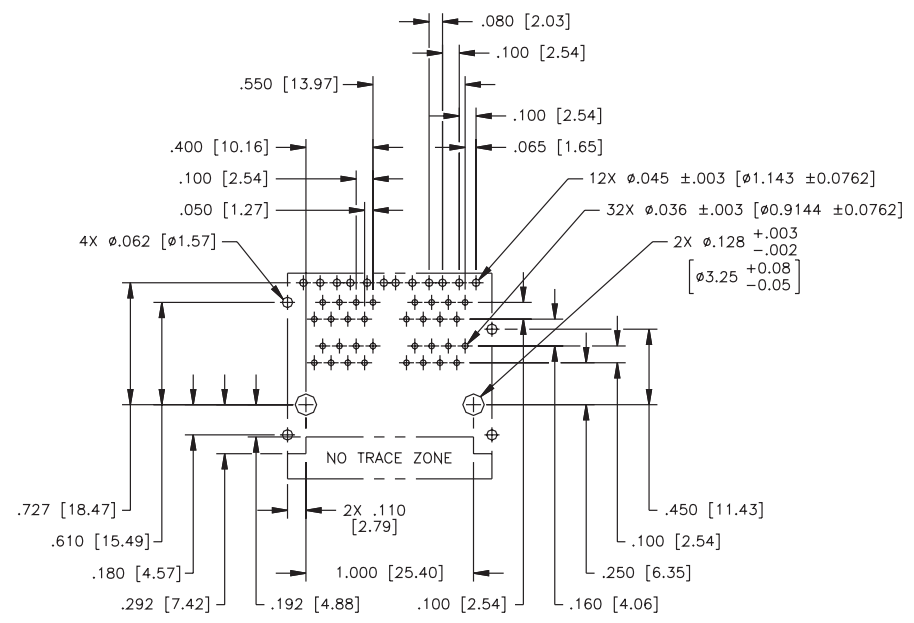 .080 [2.03]
.100 [2.54]
.550 [13.97]
.100 [2.54]
.400 [10.16]
.065 [1.65]
.100 [2.54]
12X ø.045 ±.003 [ø1.143 ±0.0762]
.050 [1.27]
32X ø.036 ±.003 [ø0.9144 ±0.0762]
4X ø.062 [ø1.57]
2X ø.128 +.003 -.002
[ø3.25 +0.08 -0.05]
NO TRACE ZONE
.727 [18.47]
2X .110
[2.79]
.450 [11.43]
.610 [15.49]
.100 [2.54]
.180 [4.57]
1.000 [25.40]
.250 [6.35]
.292 [7.42]
.192 [4.88]
.100 [2.54]
.160 [4.06]